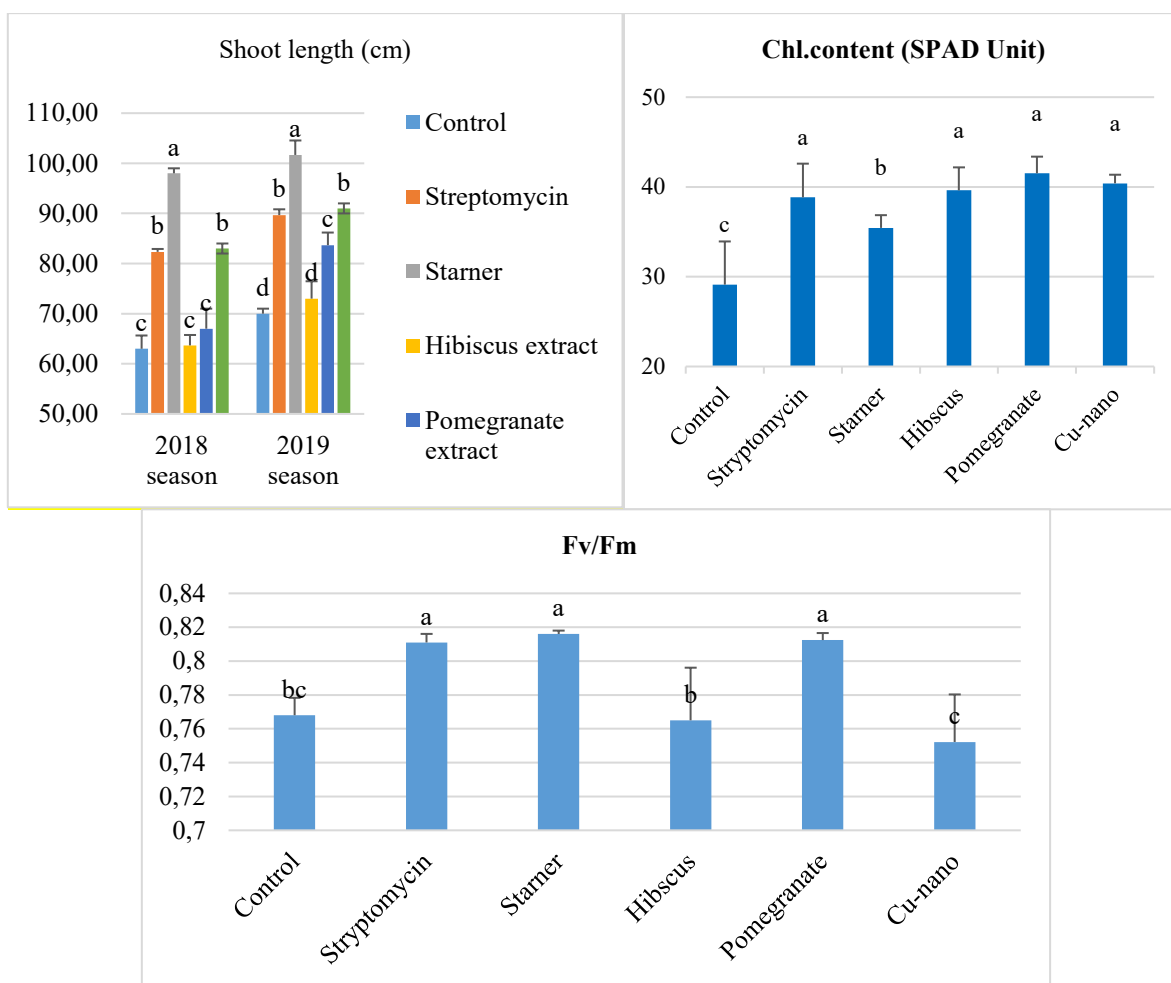 Shoot length (cm)
110,00
100,00
90,00
80,00
70,00
60,00
50,00
c
b
a
c
c
b
d
b
a
d
c
b
2018
season
2019
season
Control
Streptomycin
Starner
Hibiscus extract
Pomegranate
extract
Chl.content (SPAD Unit)
50
40
30
20
c
a
b
a
a
a
Control
Stryptomycin
Starner
Hibscus
Pomegranate
Cu-nano
Fv/Fm
0,84
0,82
0,8
0,78
0,76
0,74
0,72
0,7
bc
a
a
b
a
c
Control
Stryptomycin
Starner
Hibscus
Pomegranate
Cu-nano